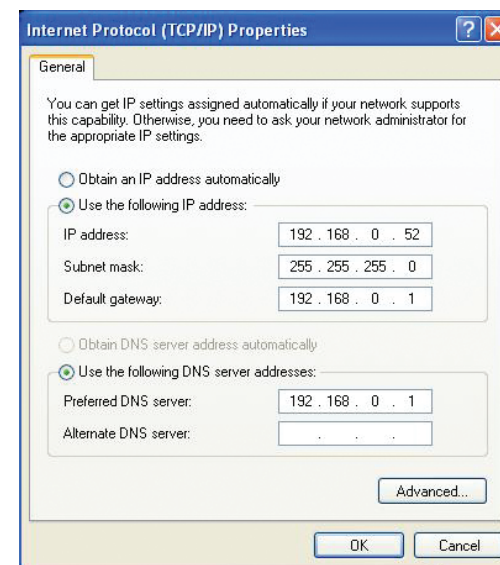 Internet Protocol (TCP/IP) Properties
General
You can get IP settings assigned automatically if your network supports
this capability. Otherwise, you need to ask your network administrator for
the appropriate IP settings.
Obtain an IP address automatically
Use the following IP address:
IP address: 192 . 168 . 0 . 52
Subnet mask: 255 . 255 . 255 . 0
Default gateway: 192 . 168 . 0 . 1
Obtain DNS server address automatically
Use the following DNS server addresses:
Preferred DNS server: 192 . 168 . 0 . 1
Alternate DNS server: . . .
Advanced...
OK Cancel